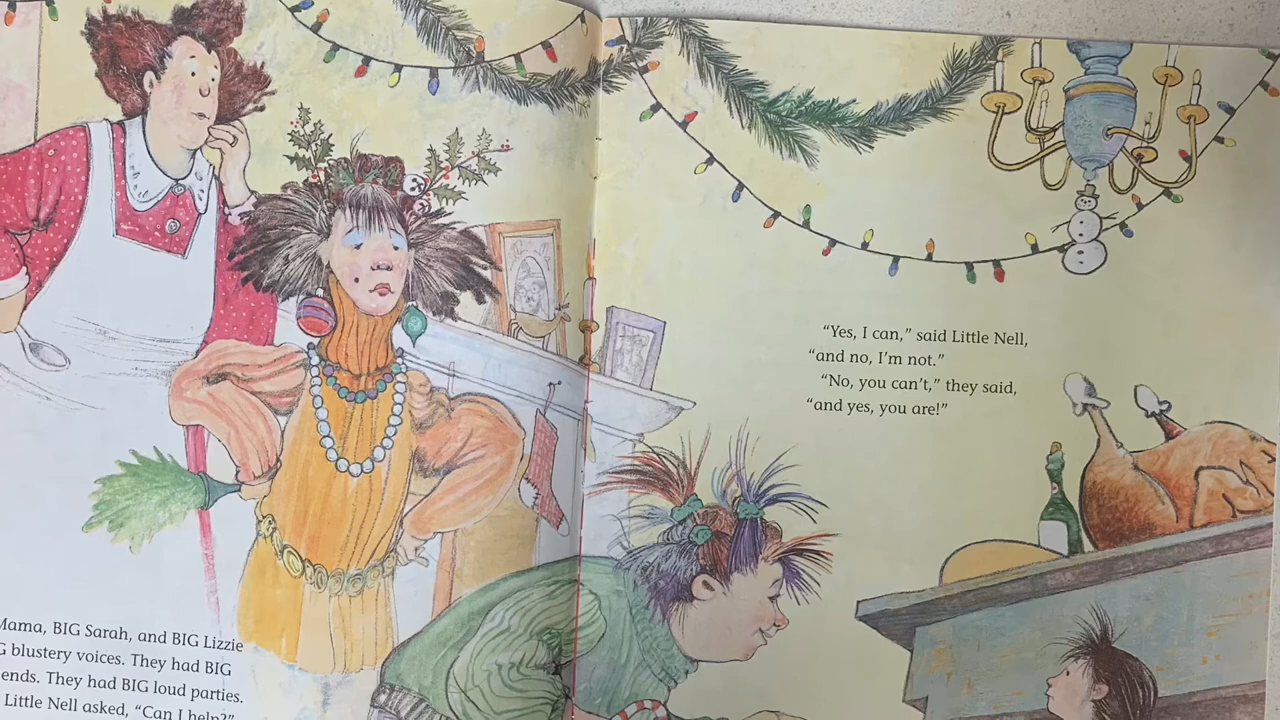 Mama, BIG Sarah, and BIG Lizzie
blustery voices. They had BIG
They had BIG loud parties.
Little Nell asked, “Can I help?”
“Yes, I can,” said Little Nell,
“and no, I’m not.”
“No, you can’t,” they said,
“and yes, you are!”